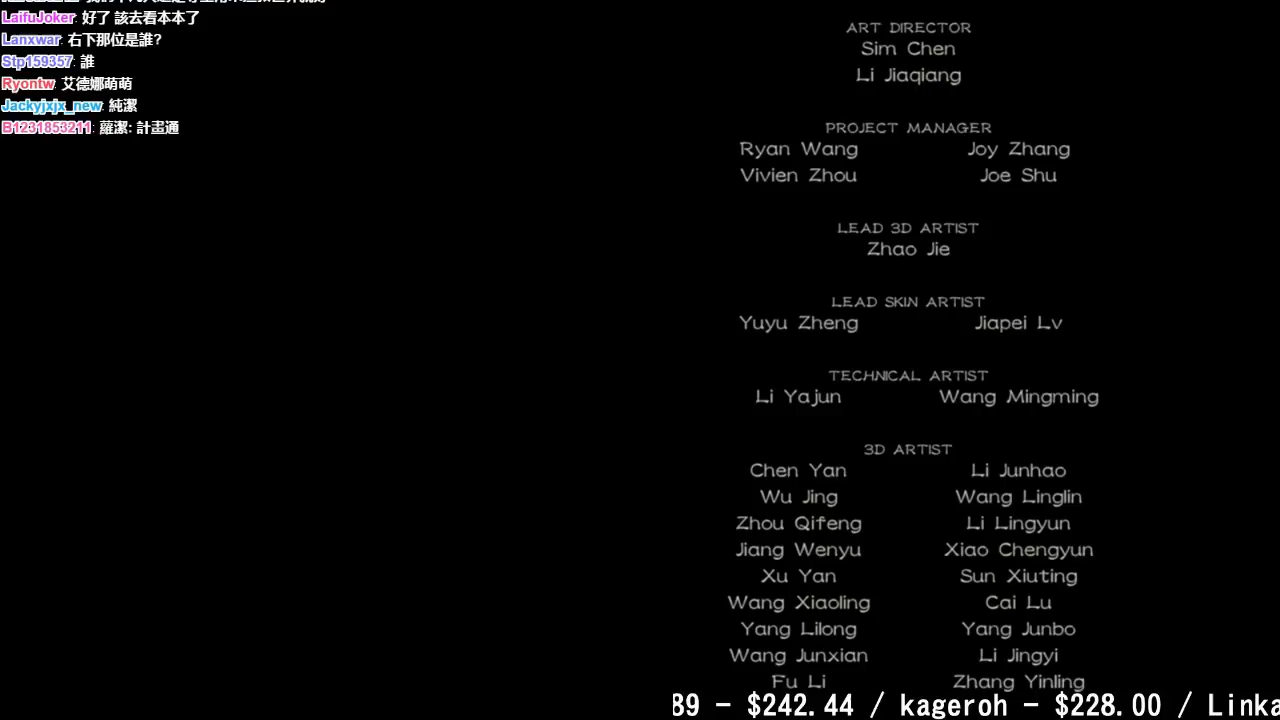 LaifuJoker: 好了 該去看本本了
Lanxwar: 右下那位是誰?
Stp159357: 誰
Ryontw: 艾德娜萌萌
Jackyjxjx_new: 純潔
B1231853211: 蘿潔: 計畫通
ART DIRECTOR
Sim Chen
Li Jiaqiang
PROJECT MANAGER
Ryan Wang Joy Zhang
Vivien Zhou Joe Shu
LEAD 3D ARTIST
Zhao Jie
LEAD SKIN ARTIST
Yuyu Zheng Jiapei Lv
TECHNICAL ARTIST
Li Yajun Wang Mingming
3D ARTIST
Chen Yan Li Junhao
Wu Jing Wang Linglin
Zhou Qifeng Li Lingyun
Jiang Wenyu Xiao Chengyun
Xu Yan Sun Xiuting
Wang Xiaoling Cai Lu
Yang Lilong Yang Junbo
Wang Junxian Li Jingyi
Fu Li Zhang Yinling
89 - $242.44 / kageroh - $228.00 / Linka